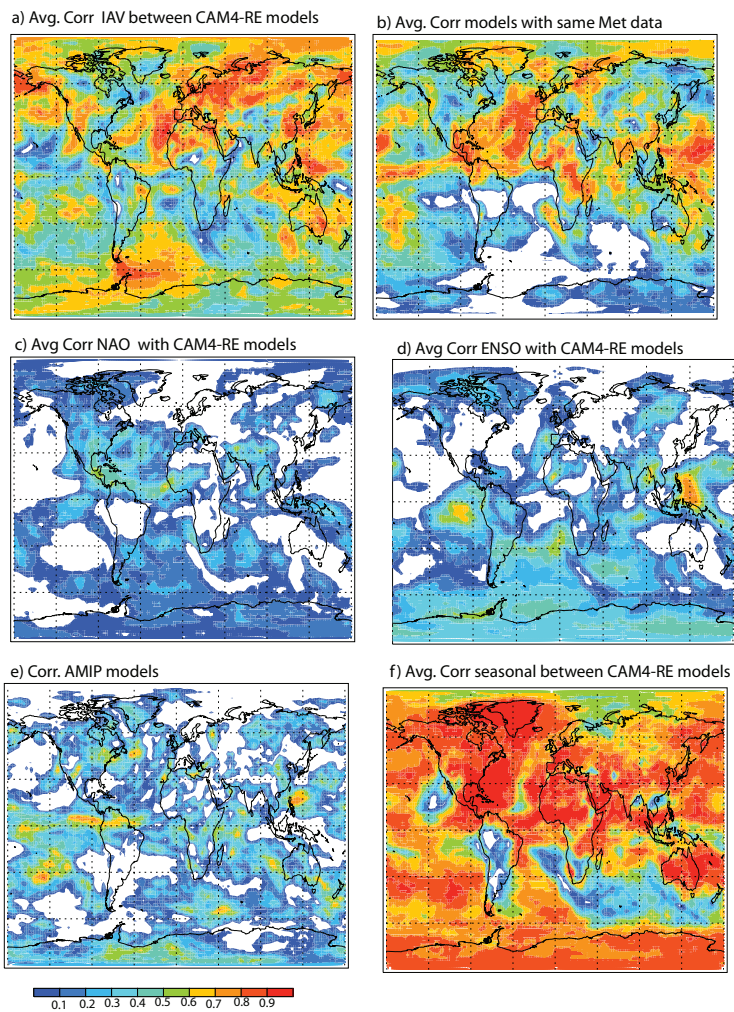 a) Avg. Corr IAV between CAM4-RE models
b) Avg. Corr models with same Met data
c) Avg Corr NAO with CAM4-RE models
d) Avg Corr ENSO with CAM4-RE models
e) Corr. AMIP models
f) Avg. Corr seasonal between CAM4-RE models
0.1 0.2 0.3 0.4 0.5 0.6 0.7 0.8 0.9